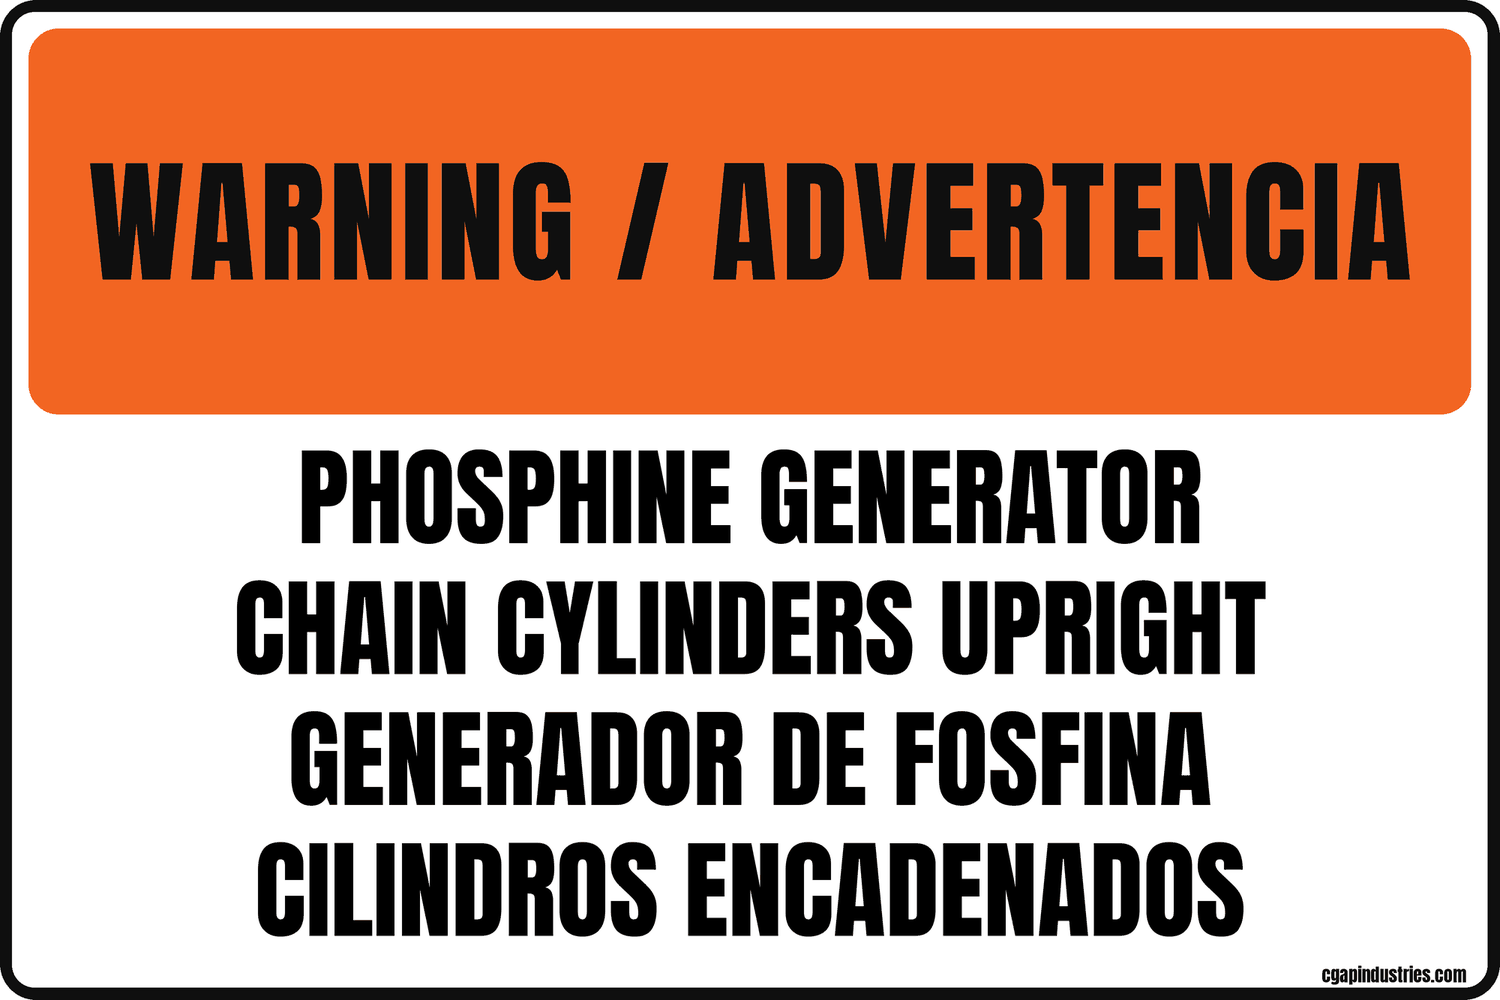 WARNING / ADVERTENCIA
PHOSPHINE GENERATOR
CHAIN CYLINDERS UPRIGHT
GENERADOR DE FOSFINA
CILINDROS ENCADENADOS
cgapindustries.com